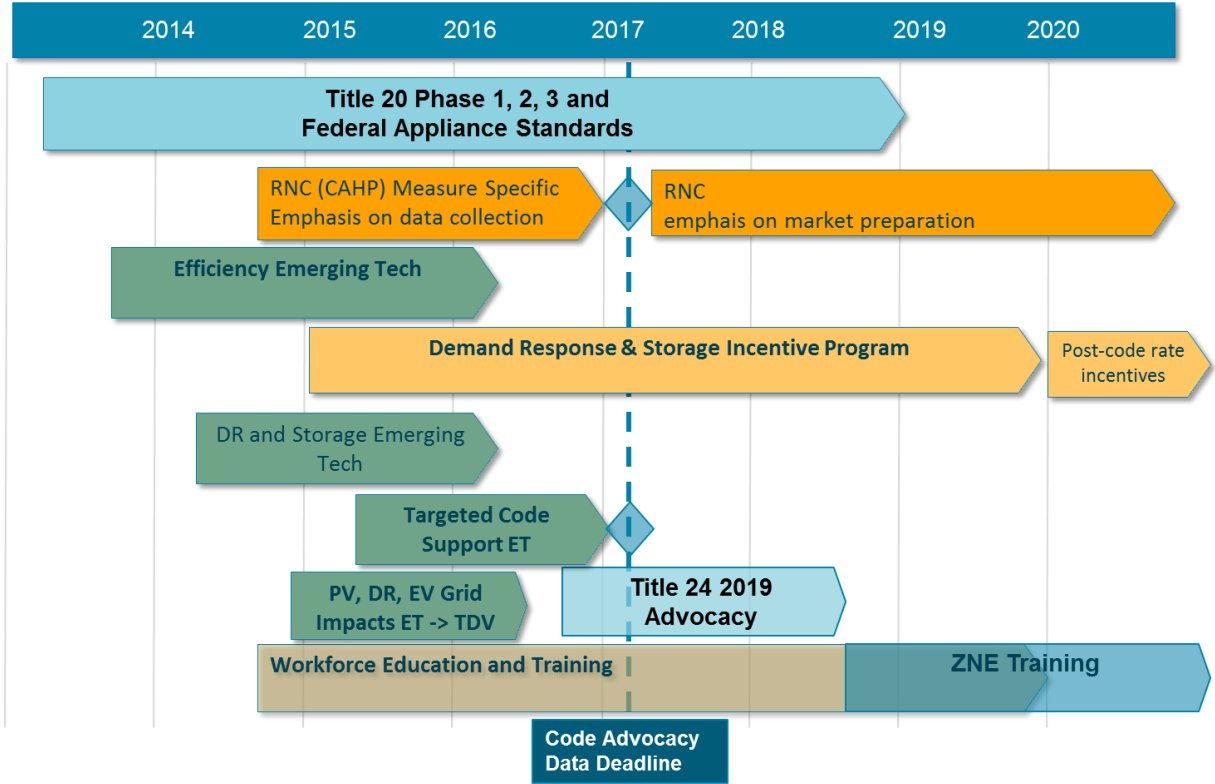 2014 2015 2016 2017 2018 2019 2020
Title 20 Phase 1, 2, 3 and
Federal Appliance Standards
RNC (CAHP) Measure Specific
Emphasis on data collection
RNC
emphais on market preparation
Efficiency Emerging Tech
Demand Response & Storage Incentive Program
Post-code rate
incentives
DR and Storage Emerging
Tech
Targeted Code
Support ET
PV, DR, EV Grid
Impacts ET -> TDV
Title 24 2019
Advocacy
Workforce Education and Training
ZNE Training
Code Advocacy
Data Deadline